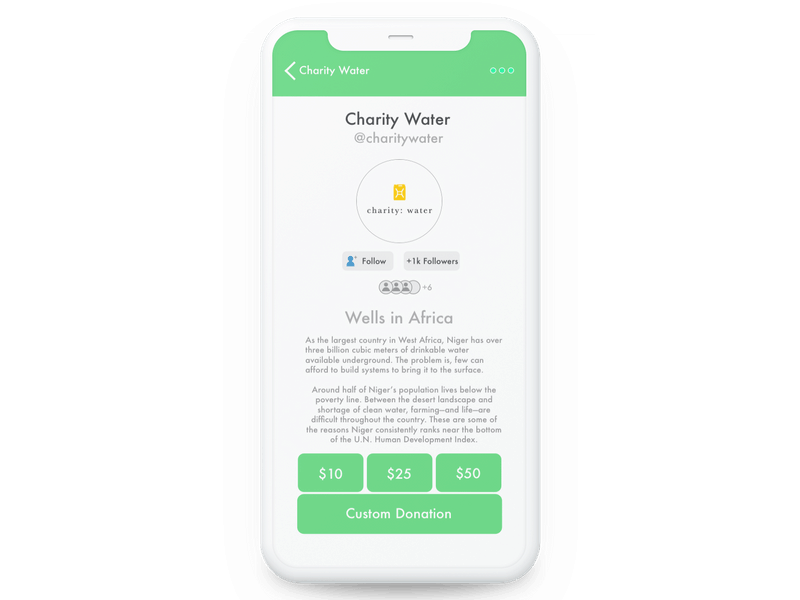 Charity Water
Charity Water
@charitywater
charity: water
Follow
+1k Followers
+6
Wells in Africa
As the largest country in West Africa, Niger has over
three billion cubic meters of drinkable water
available underground. The problem is, few can
afford to build systems to bring it to the surface.
Around half of Niger's population lives below the
poverty line. Between the desert landscape and
shortage of clean water, farming—and life—are
difficult throughout the country. These are some of
the reasons Niger consistently ranks near the bottom
of the U.N. Human Development Index.
$10
$25
$50
Custom Donation